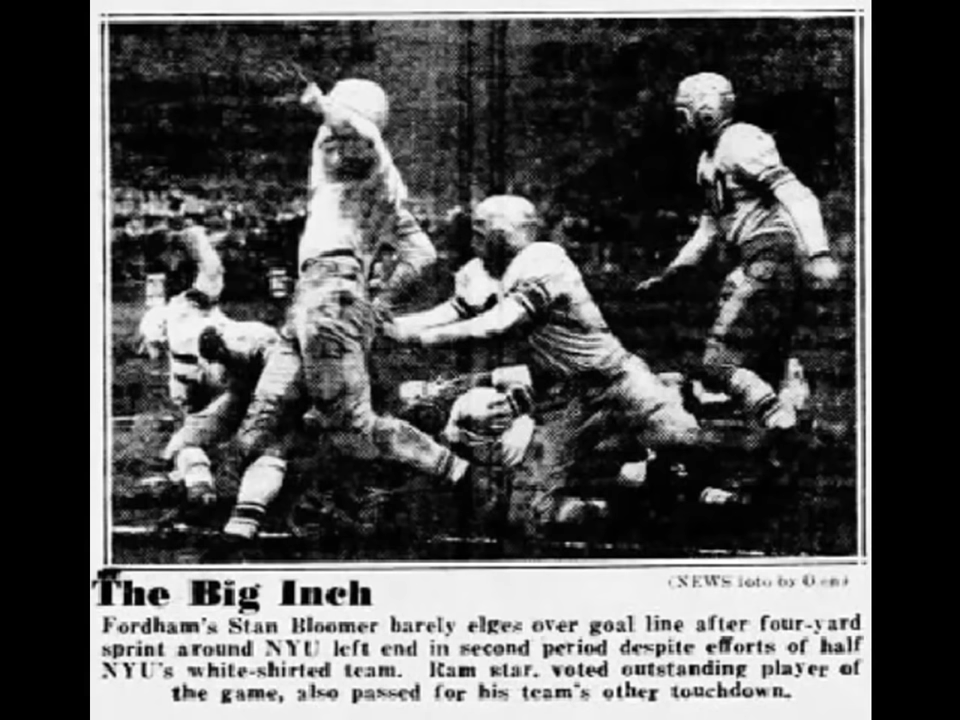 The Big Inch
(NEWS foto by
Fordham's Stan Bloomer barely elges over goal line after four-yard
sprint around NYU left end in second period despite efforts of half
NYU's white-shirted team. Ram star, voted outstanding player of
the game, also passed for his team's other touchdown.